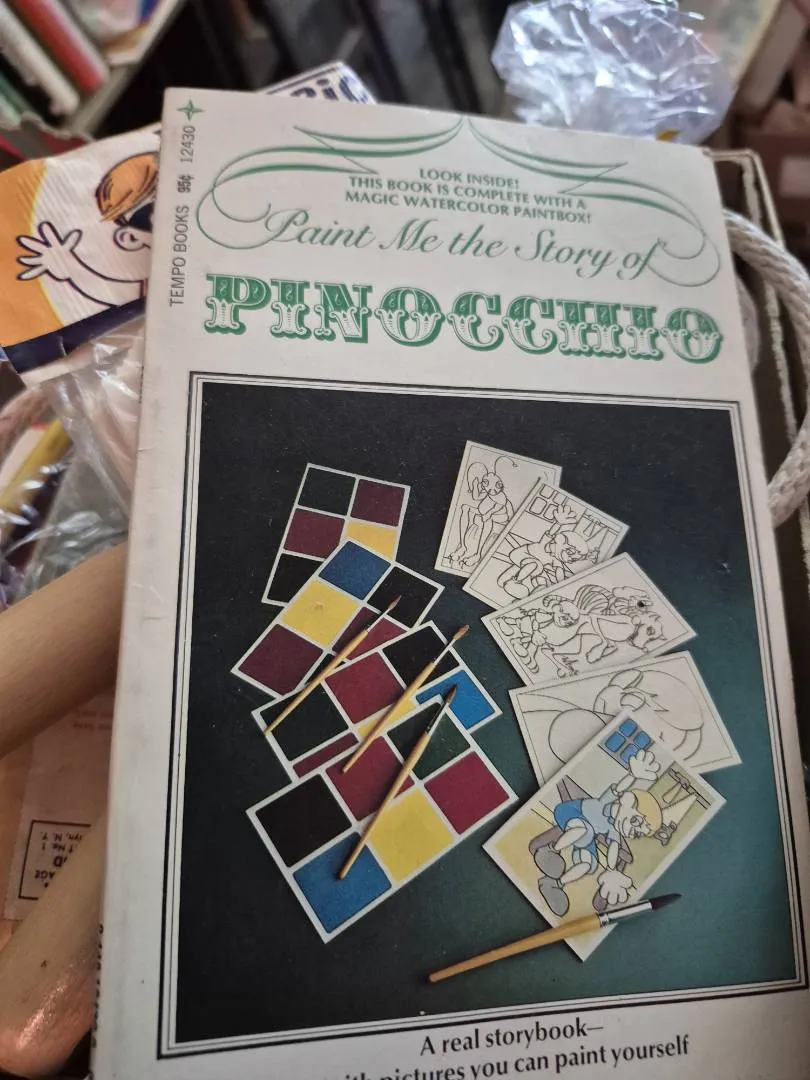 TEMPO BOOKS 95¢ 12430
LOOK INSIDE!
THIS BOOK IS COMPLETE WITH A
MAGIC WATERCOLOR PAINTBOX!
Paint Me the Story of
PINOCCHIO
A real storybook—
pictures you can paint yourself